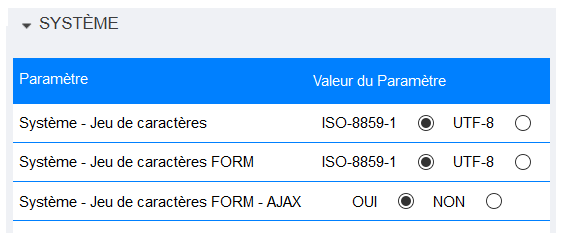 SYSTÈME
Paramètre Valeur du Paramètre
Système - Jeu de caractères ISO-8859-1 UTF-8
Système - Jeu de caractères FORM ISO-8859-1 UTF-8
Système - Jeu de caractères FORM - AJAX OUI NON